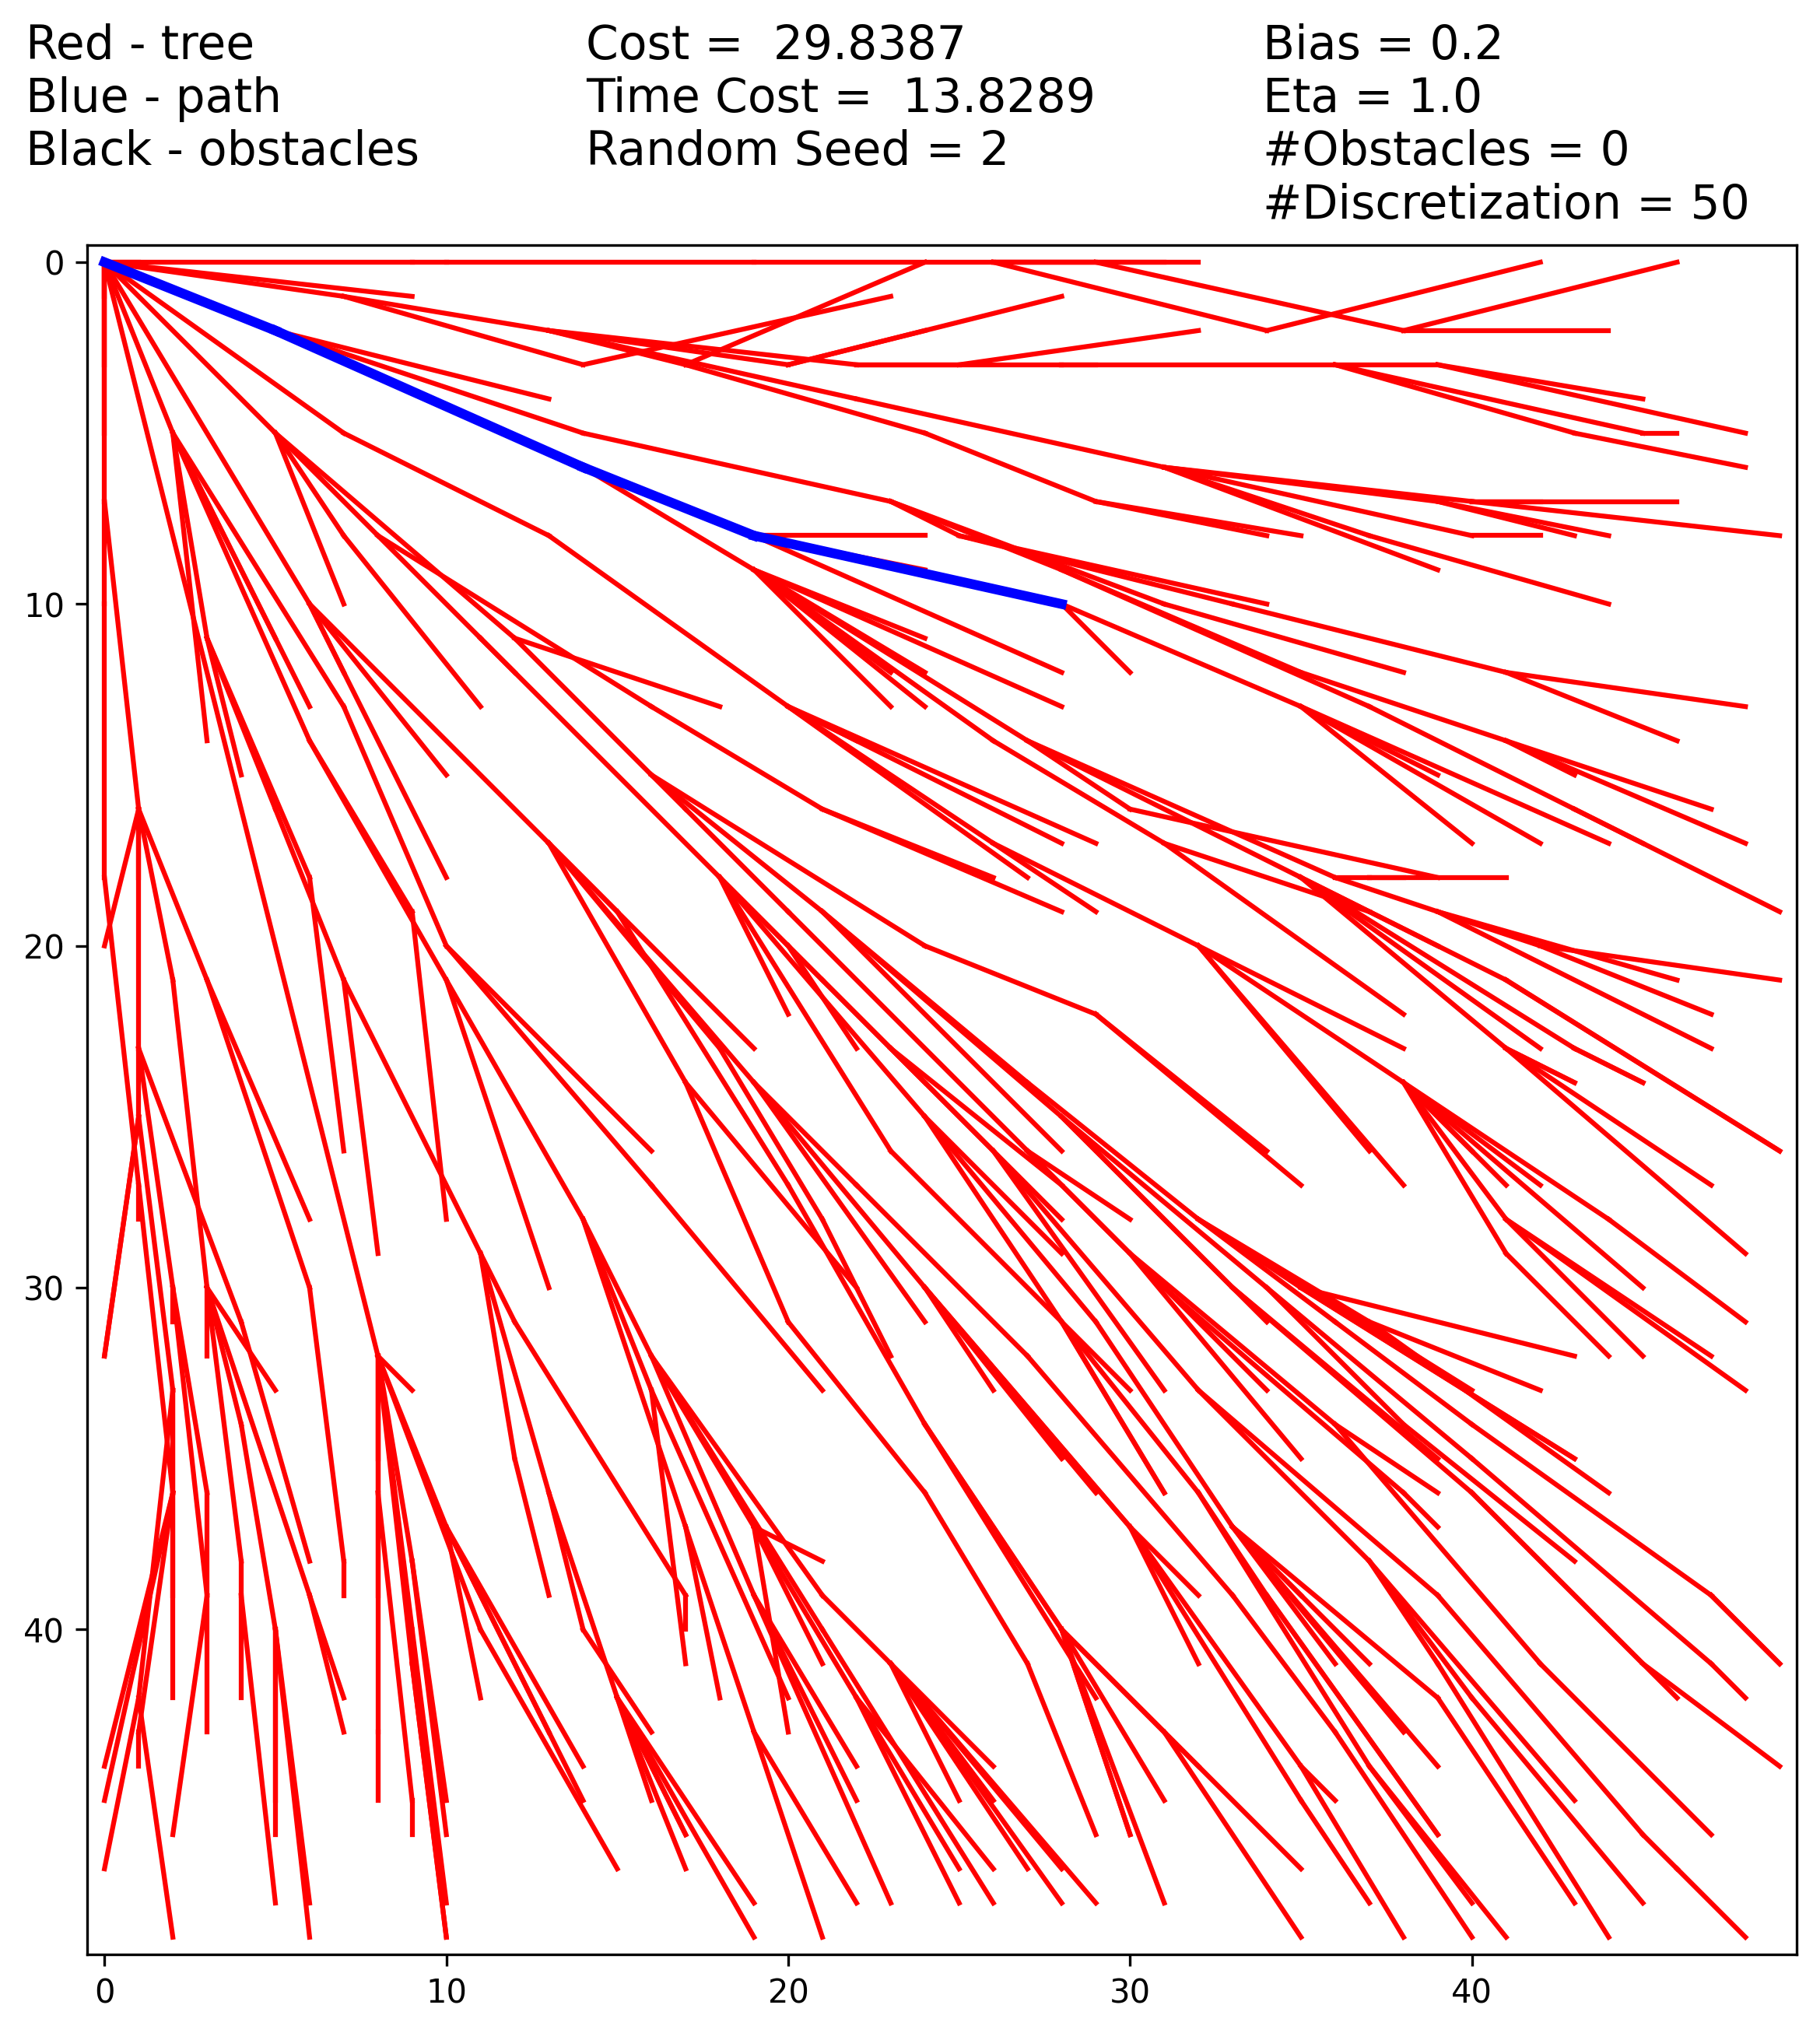 Red - tree
Blue - path
Black - obstacles
Cost =  29.8387
Time Cost =  13.8289
Random Seed = 2
Bias = 0.2
Eta = 1.0
#Obstacles = 0
#Discretization = 50
0
10
20
30
40
0
10
20
30
40